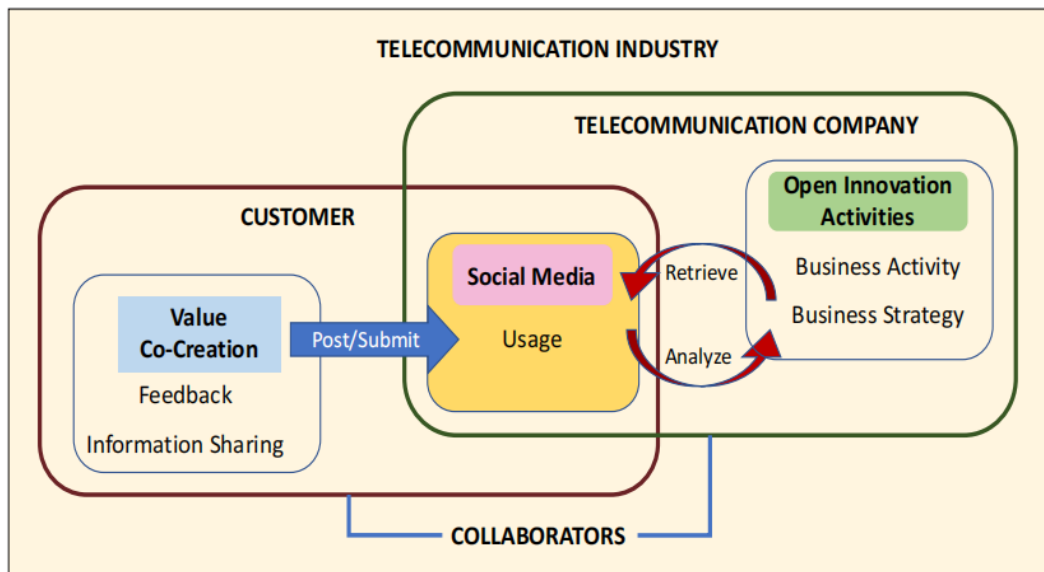 TELECOMMUNICATION INDUSTRY
TELECOMMUNICATION COMPANY
Open Innovation
Activities
Business Activity
Business Strategy
CUSTOMER
Social Media
Usage
Retrieve
Analyze
Value
Co-Creation
Post/Submit
Feedback
Information Sharing
COLLABORATORS